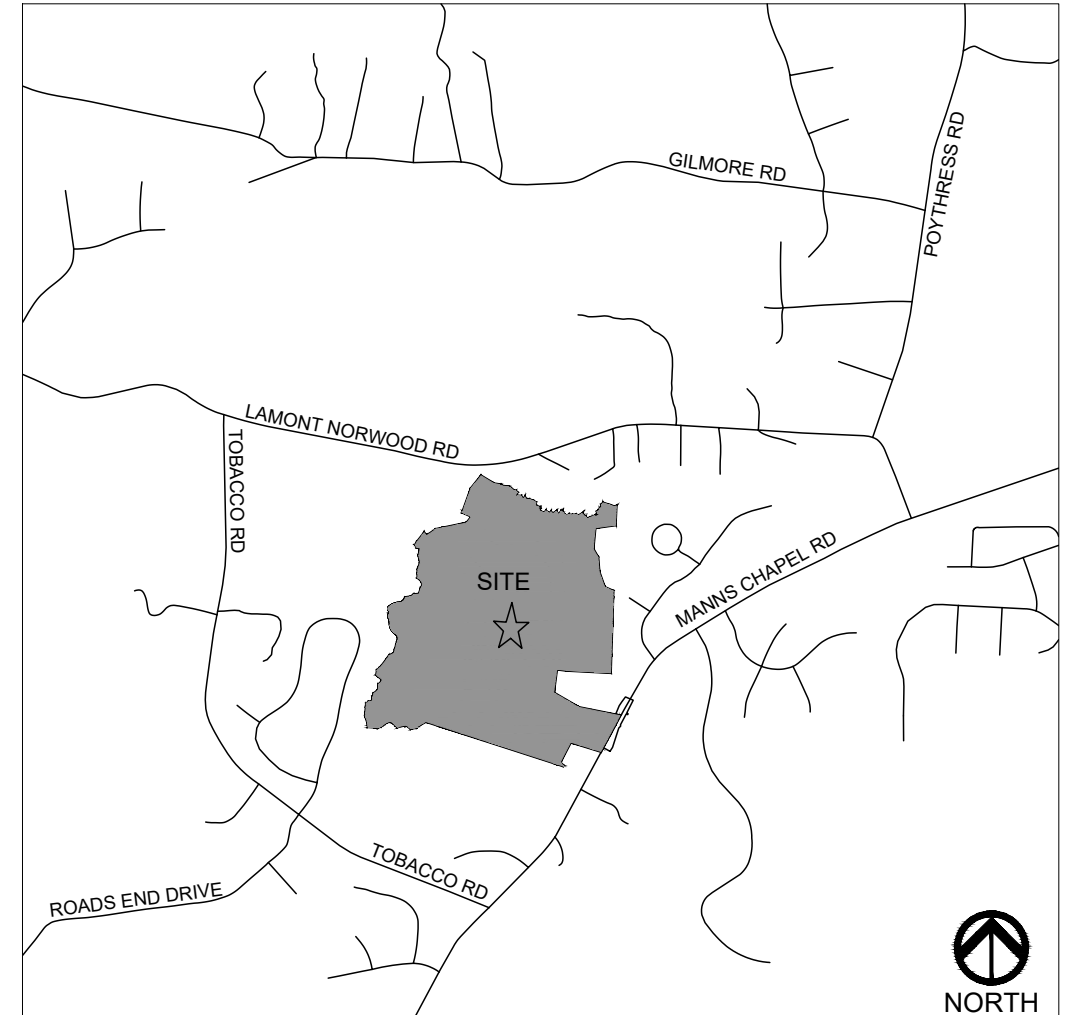 GILMORE RD
POYTHRESS RD
LAMONT NORWOOD RD
TOBACCO RD
MANNS CHAPEL RD
SITE
TOBACCO RD
ROADS END DRIVE
NORTH